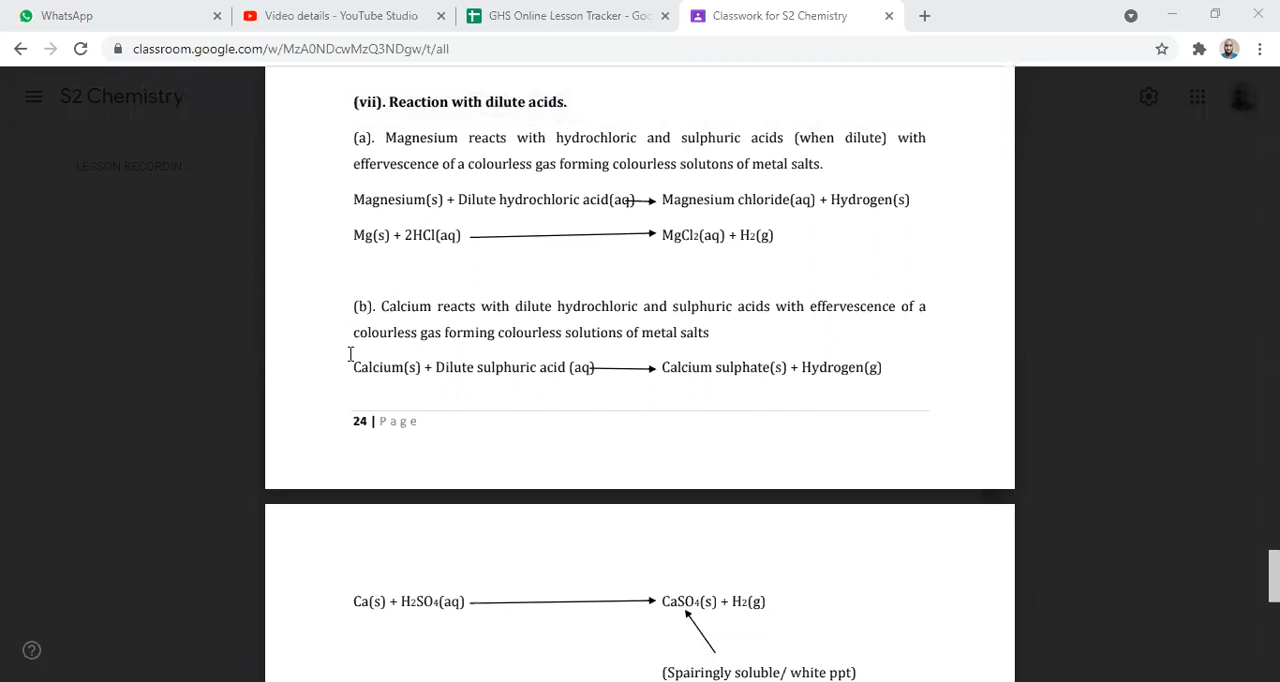 WhatsApp
Video details - YouTube Studio
GHS Online Lesson Tracker - Goo
Classwork for S2 Chemistry
classroom.google.com/w/MzA0NDcwMzQ3NDgw/t/all
S2 Chemistry
LESSON RECORDIN...
(vii). Reaction with dilute acids.
(a). Magnesium reacts with hydrochloric and sulphuric acids (when dilute) with
effervescence of a colourless gas forming colourless solutons of metal salts.
Magnesium(s) + Dilute hydrochloric acid(aq) → Magnesium chloride(aq) + Hydrogen(s)
Mg(s) + 2HCl(aq) → MgCl2(aq) + H2(g)
(b). Calcium reacts with dilute hydrochloric and sulphuric acids with effervescence of a
colourless gas forming colourless solutions of metal salts
Calcium(s) + Dilute sulphuric acid (aq) → Calcium sulphate(s) + Hydrogen(g)
24 | Page
Ca(s) + H2SO4(aq) → CaSO4(s) + H2(g)
(Spairingly soluble/ white ppt)